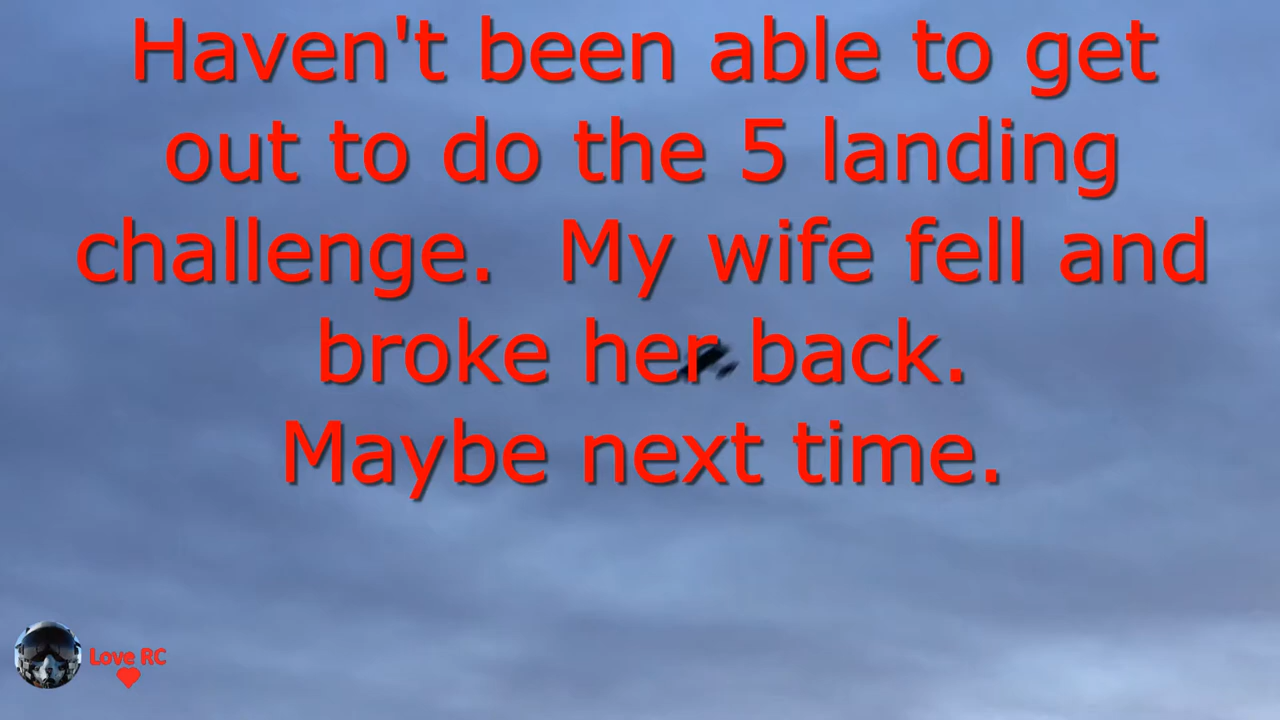 Haven't been able to get
out to do the 5 landing
challenge.  My wife fell and
broke her back.
Maybe next time.
Love RC